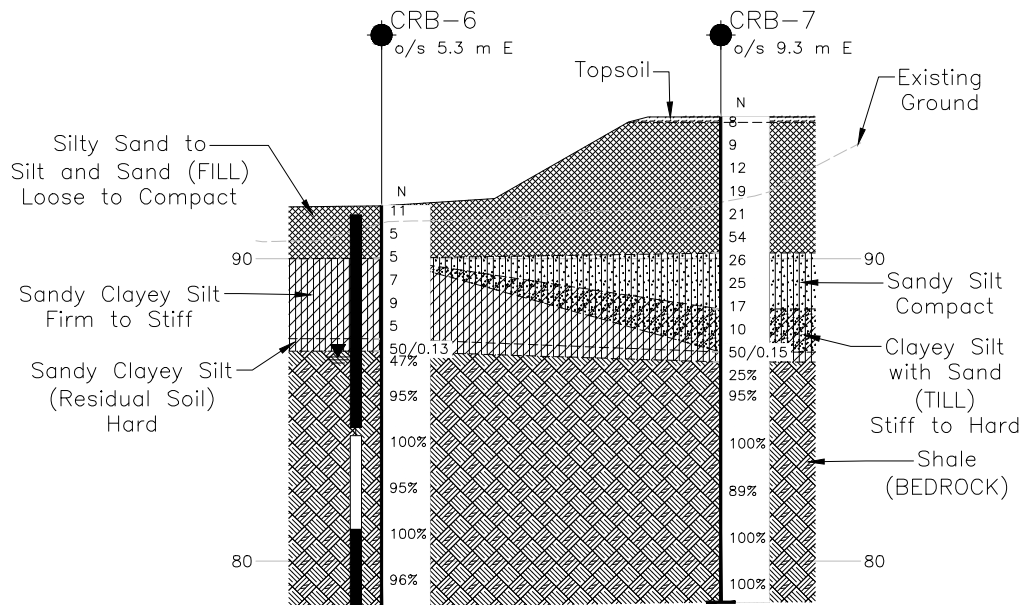 CRB-6
o/s 5.3 m E
CRB-7
o/s 9.3 m E
Topsoil
Existing
Ground
Silty Sand to
Silt and Sand (FILL)
Loose to Compact
N
11
5
5
7
9
5
50/0.13
47%
95%
100%
95%
100%
96%
N
8
9
12
19
21
54
26
25
17
10
50/0.15
25%
95%
100%
89%
100%
100%
90
90
Sandy Clayey Silt
Firm to Stiff
Sandy Silt
Compact
Sandy Clayey Silt
(Residual Soil)
Hard
Clayey Silt
with Sand
(TILL)
Stiff to Hard
Shale
(BEDROCK)
80
80